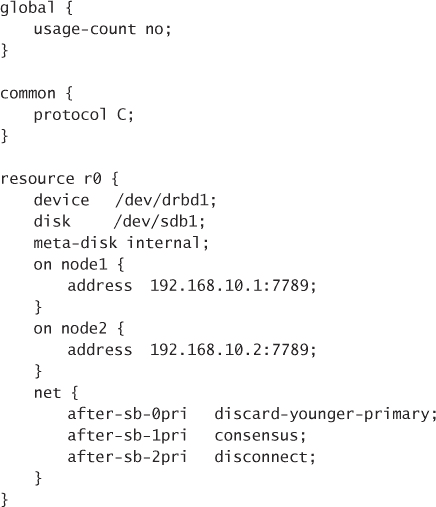 global {
    usage-count no;
}

common {
    protocol C;
}

resource r0 {
    device   /dev/drbd1;
    disk     /dev/sdb1;
    meta-disk internal;
    on node1 {
        address  192.168.10.1:7789;
    }
    on node2 {
        address  192.168.10.2:7789;
    }
    net {
        after-sb-0pri   discard-younger-primary;
        after-sb-1pri   consensus;
        after-sb-2pri   disconnect;
    }
}